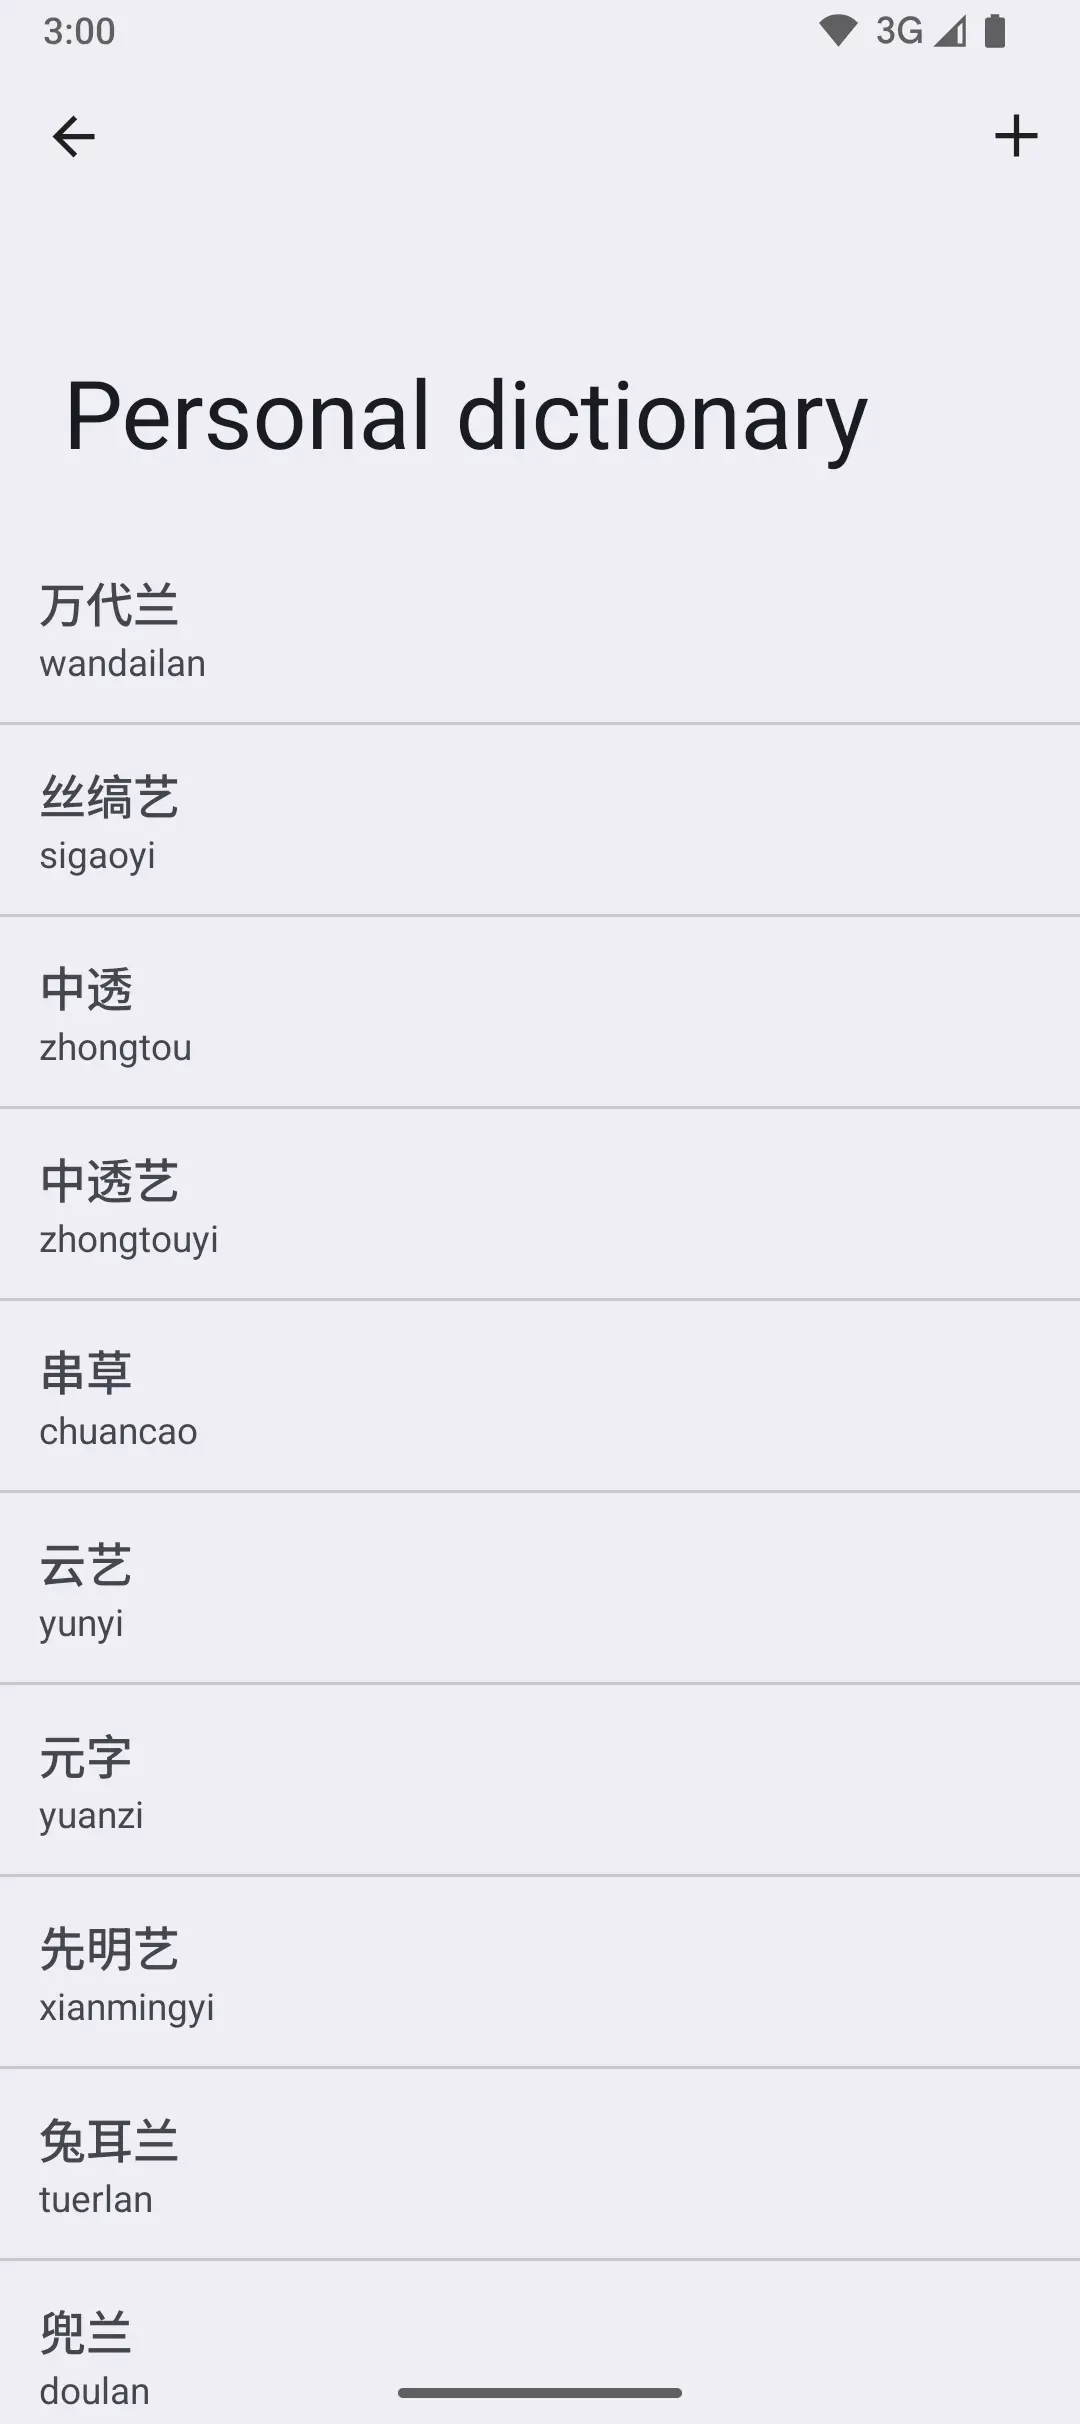 3:00
3G
Personal dictionary
万代兰
wandailan
丝缟艺
sigaoyi
中透
zhongtou
中透艺
zhongtouyi
串草
chuancao
云艺
yunyi
元字
yuanzi
先明艺
xianmingyi
兔耳兰
tuerlan
兜兰
doulan